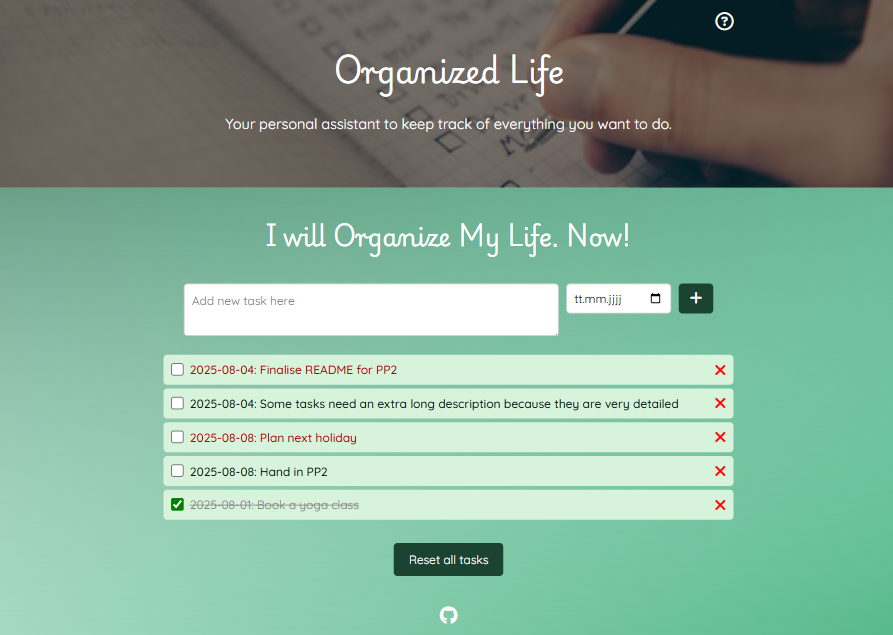 Organized Life
Your personal assistant to keep track of everything you want to do.
I will Organize My Life. Now!
Add new task here
tt.mm.jjjj
2025-08-04: Finalise README for PP2
2025-08-04: Some tasks need an extra long description because they are very detailed
2025-08-08: Plan next holiday
2025-08-08: Hand in PP2
2025-08-01: Book a yoga class
Reset all tasks